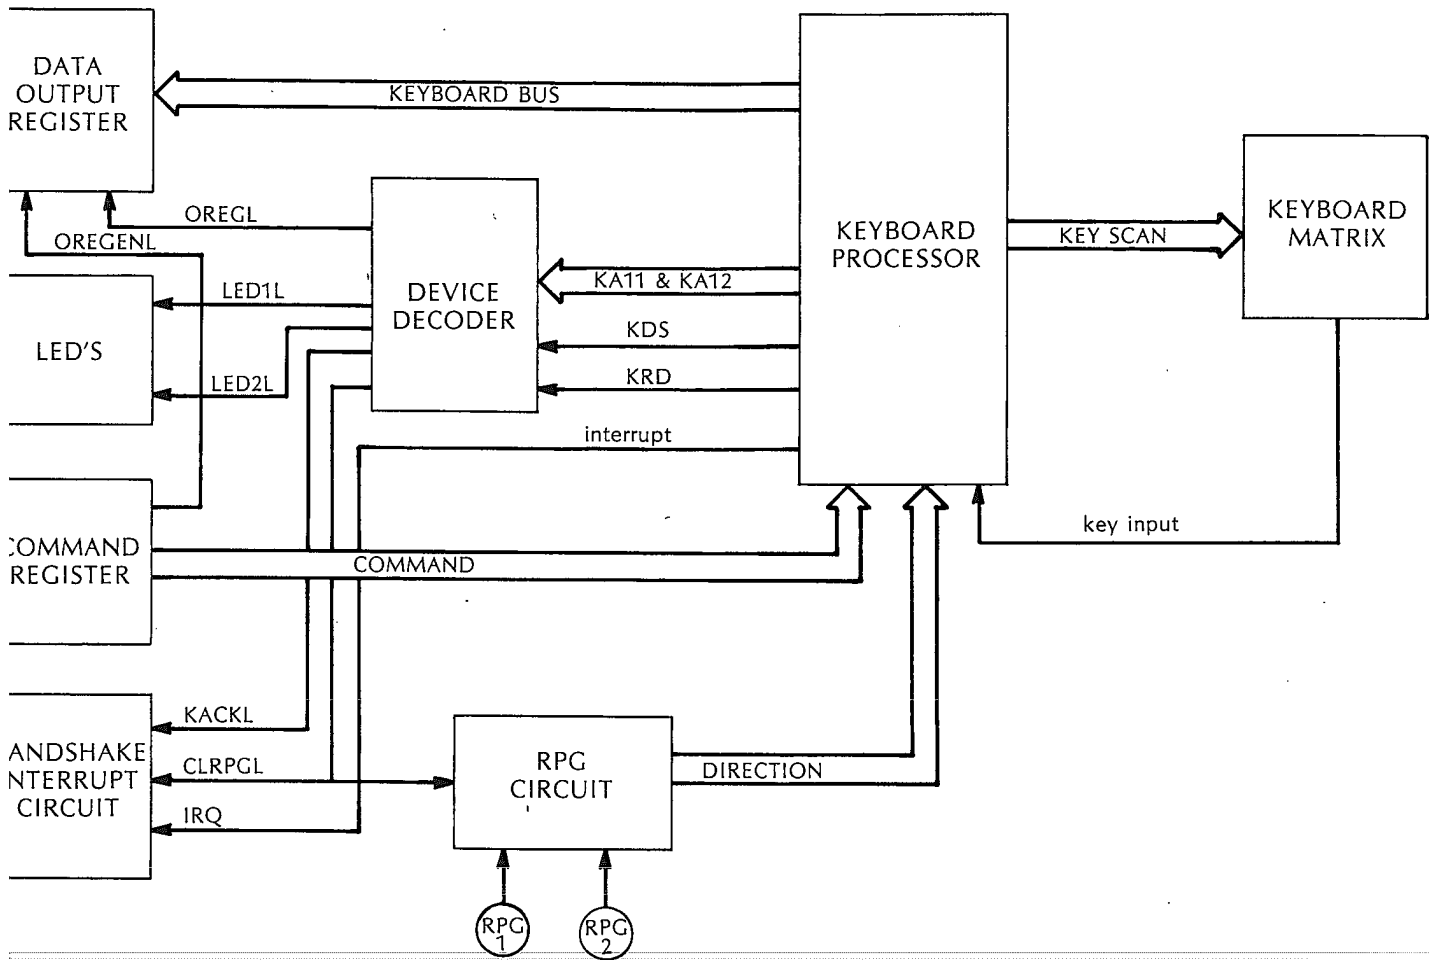 DATA
OUTPUT
REGISTER
KEYBOARD BUS
OREGL
OREGENL
LED1L
LED'S
LED2L
DEVICE
DECODER
KA11 & KA12
KDS
KRD
interrupt
KEYBOARD
PROCESSOR
KEY SCAN
KEYBOARD
MATRIX
key input
COMMAND
REGISTER
COMMAND
KACKL
ANDSHAKE
NTERRUPT
CIRCUIT
CLRPGL
IRQ
RPG
CIRCUIT
DIRECTION
RPG
1
RPG
2